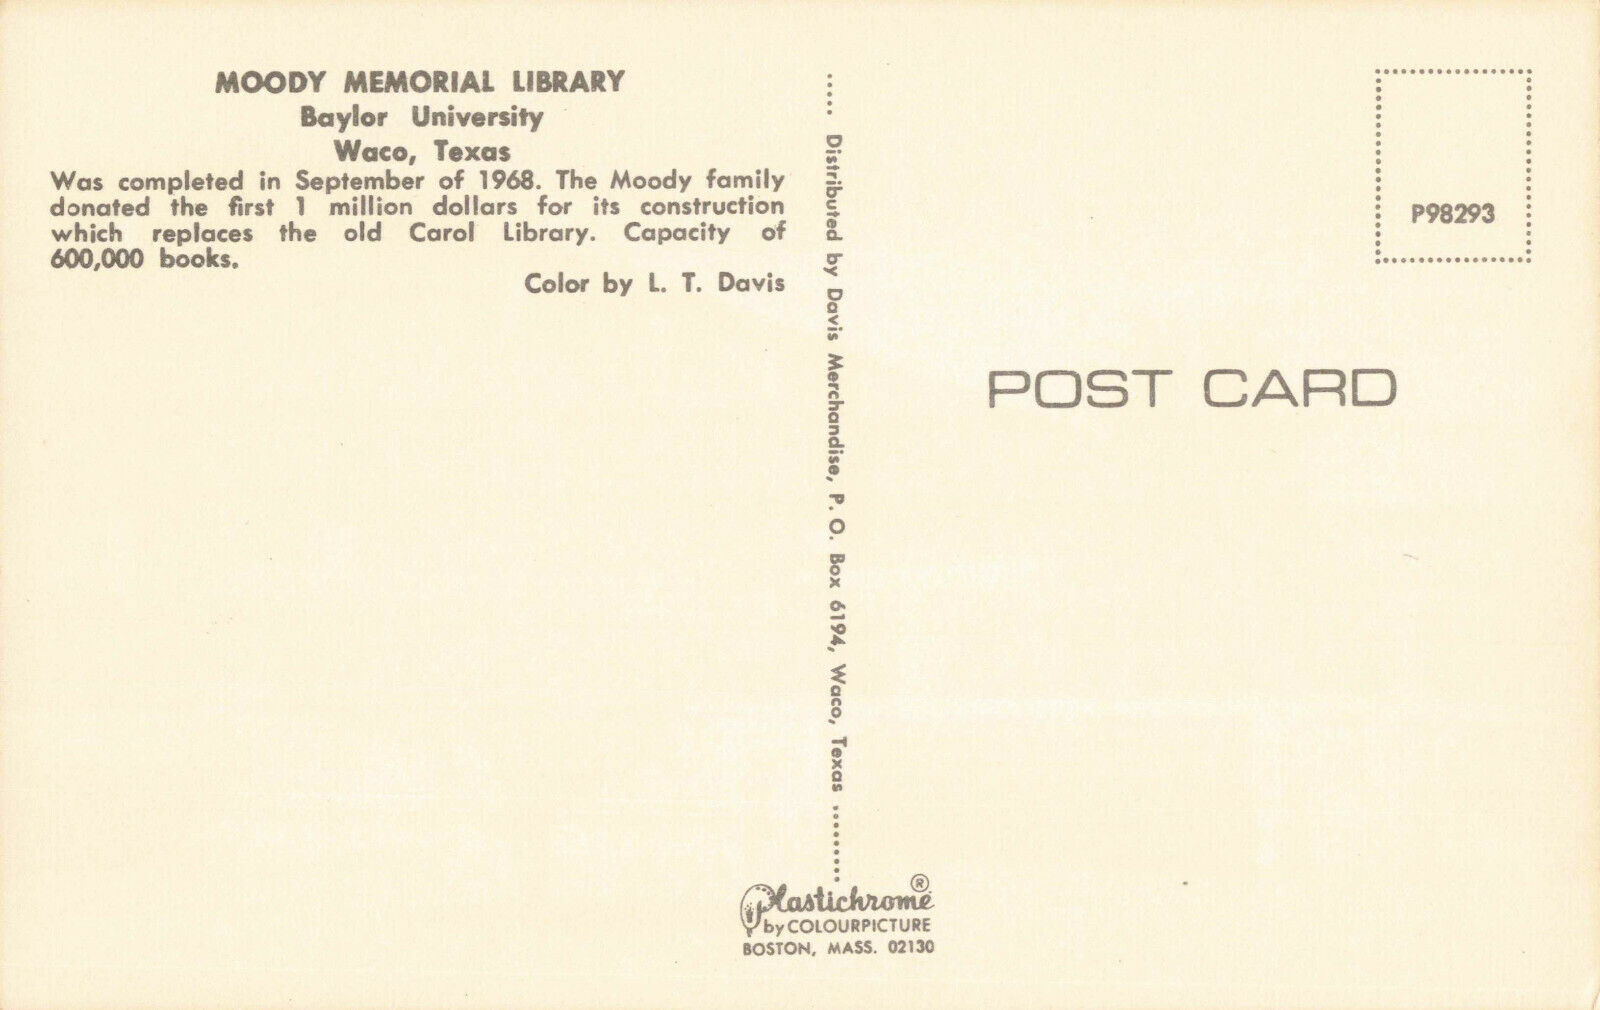 MOODY MEMORIAL LIBRARY
Baylor University
Waco, Texas
Was completed in September of 1968. The Moody family
donated the first 1 million dollars for its construction
which replaces the old Carol Library. Capacity of
600,000 books.
Color by L. T. Davis
Distributed by Davis Merchandise, P. O. Box 6194, Waco, Texas
P98293
POST CARD
Plastichrome ®
by COLOURPICTURE
BOSTON, MASS. 02130